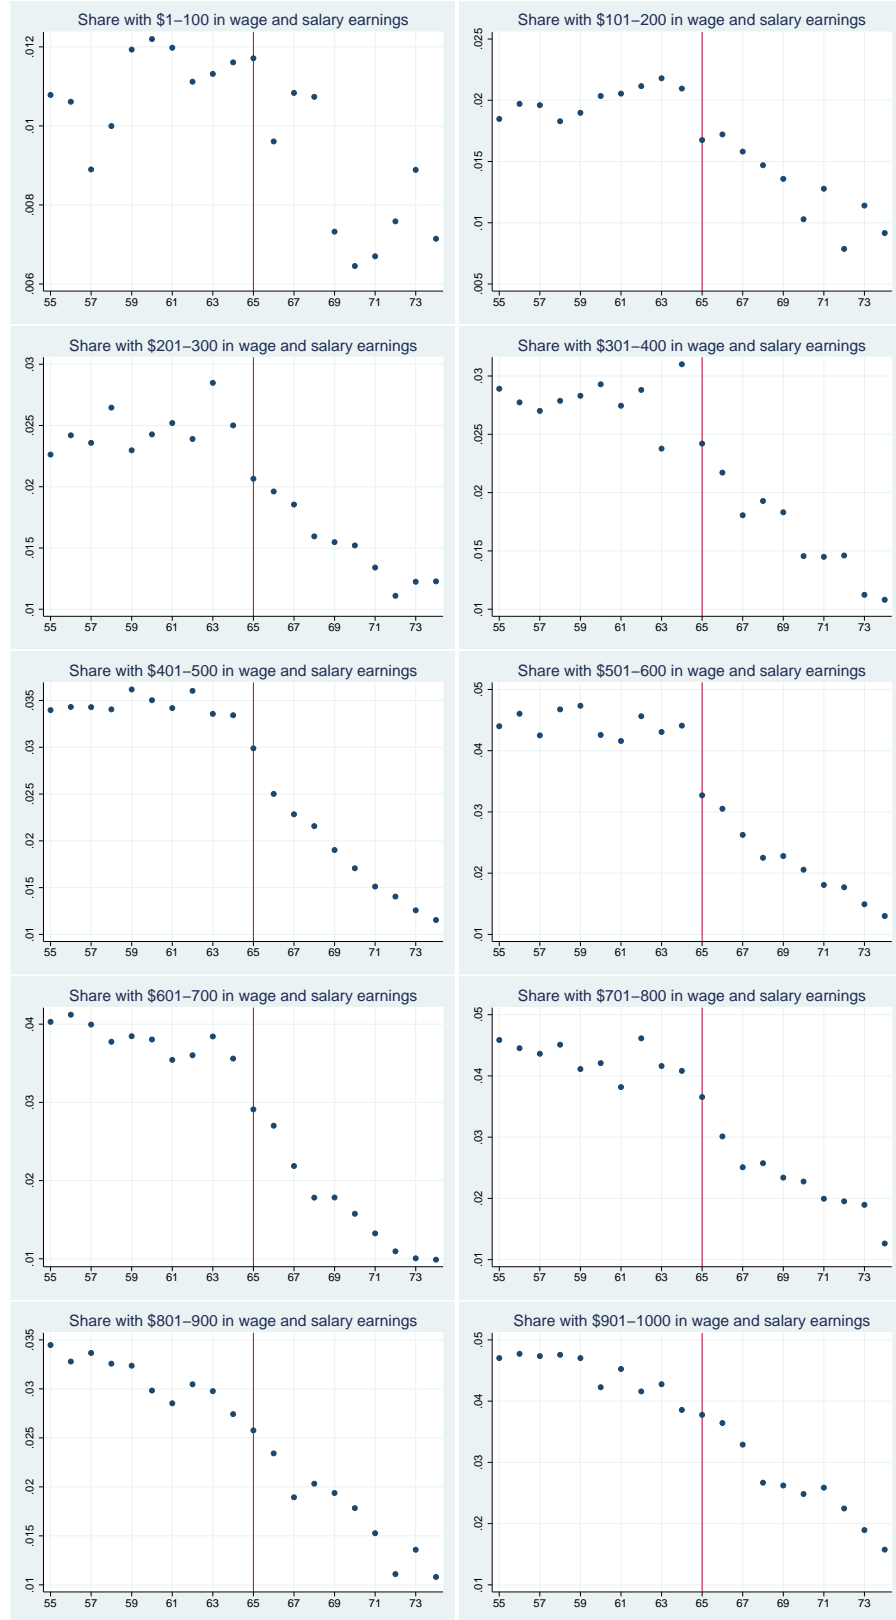 Share with $1–100 in wage and salary earnings
.012
.01
.008
.006
55 57 59 61 63 65 67 69 71 73
Share with $101–200 in wage and salary earnings
.025
.02
.015
.01
.005
55 57 59 61 63 65 67 69 71 73
Share with $201–300 in wage and salary earnings
.03
.025
.02
.015
.01
55 57 59 61 63 65 67 69 71 73
Share with $301–400 in wage and salary earnings
.03
.025
.02
.015
.01
55 57 59 61 63 65 67 69 71 73
Share with $401–500 in wage and salary earnings
.035
.03
.025
.02
.015
.01
55 57 59 61 63 65 67 69 71 73
Share with $501–600 in wage and salary earnings
.05
.04
.03
.02
.01
55 57 59 61 63 65 67 69 71 73
Share with $601–700 in wage and salary earnings
.04
.03
.02
.01
55 57 59 61 63 65 67 69 71 73
Share with $701–800 in wage and salary earnings
.05
.04
.03
.02
.01
55 57 59 61 63 65 67 69 71 73
Share with $801–900 in wage and salary earnings
.035
.03
.025
.02
.015
.01
55 57 59 61 63 65 67 69 71 73
Share with $901–1000 in wage and salary earnings
.05
.04
.03
.02
.01
55 57 59 61 63 65 67 69 71 73